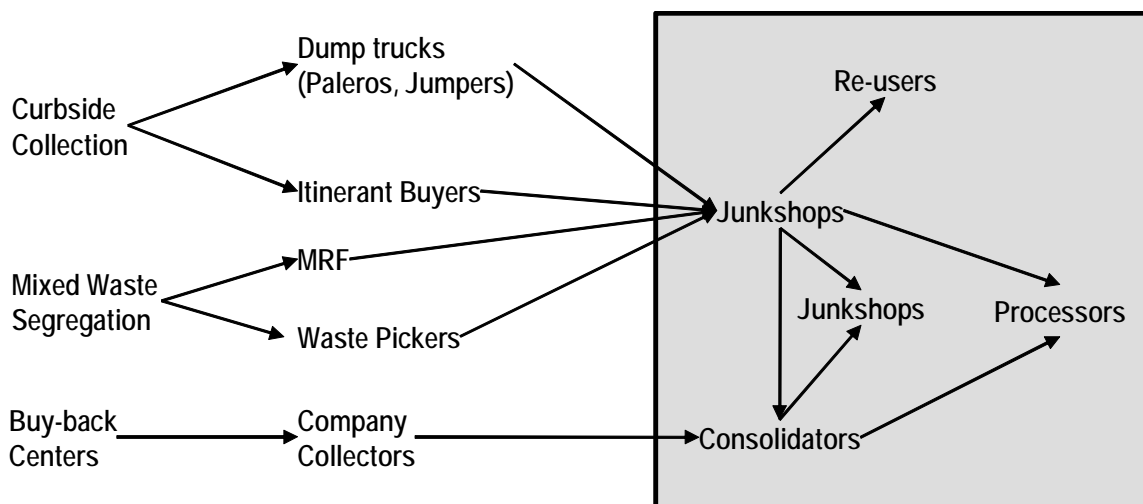 Dump trucks
(Paleros, Jumpers)
Re-users
Curbside
Collection
Itinerant Buyers
Junkshops
MRF
Mixed Waste
Segregation
Junkshops
Processors
Waste Pickers
Buy-back
Centers
Company
Collectors
Consolidators